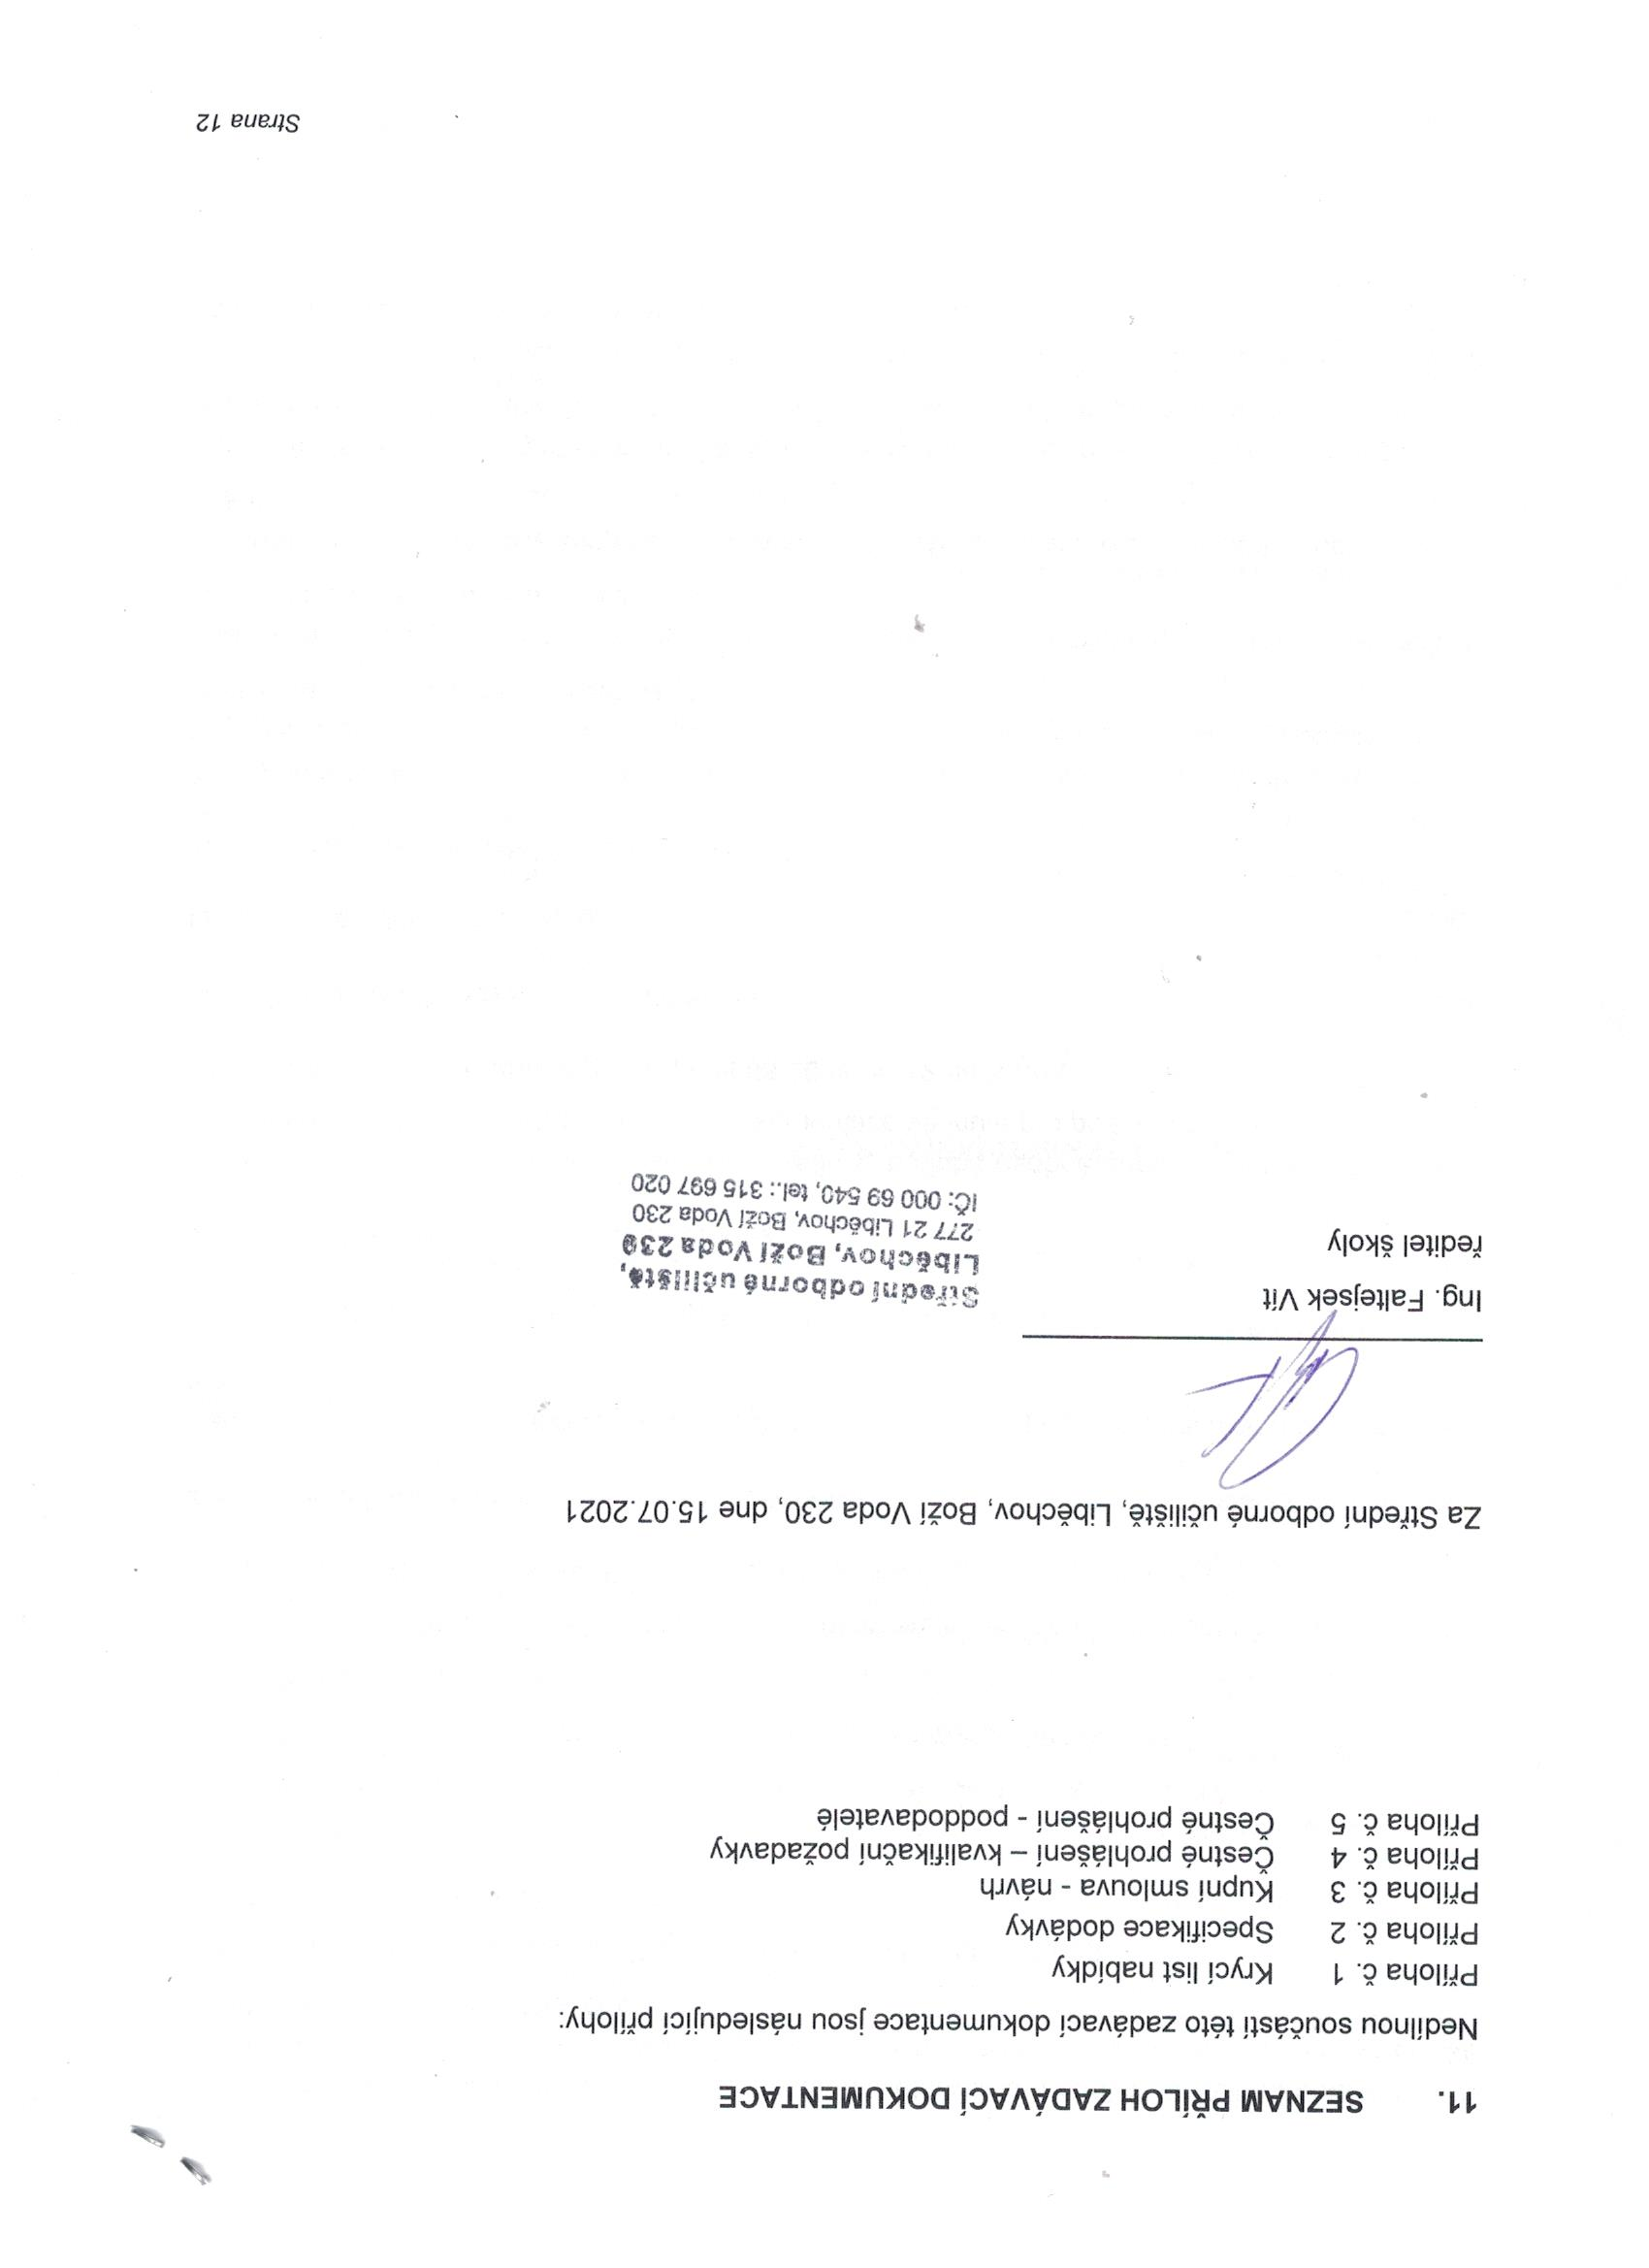 11. SEZNAM PŘÍLOH ZADÁVACÍ DOKUMENTACE
Nedílnou součástí této zadávací dokumentace jsou následující přílohy:
Příloha č. 1 Krycí list nabídky
Příloha č. 2 Specifikace dodávky
Příloha č. 3 Kupní smlouva - návrh
Příloha č. 4 Čestné prohlášení – kvalifikační požadavky
Příloha č. 5 Čestné prohlášení - poddodavatelé
Za Střední odborné učiliště, Liběchov, Boží Voda 230, dne 15.07.2021
Ing. Faltejsek Vít
ředitel školy
Střední odborné učiliště,
Liběchov, Boží Voda 230
277 21 Liběchov, Boží Voda 230
IČ: 000 69 540, tel.: 315 697 020
Strana 12